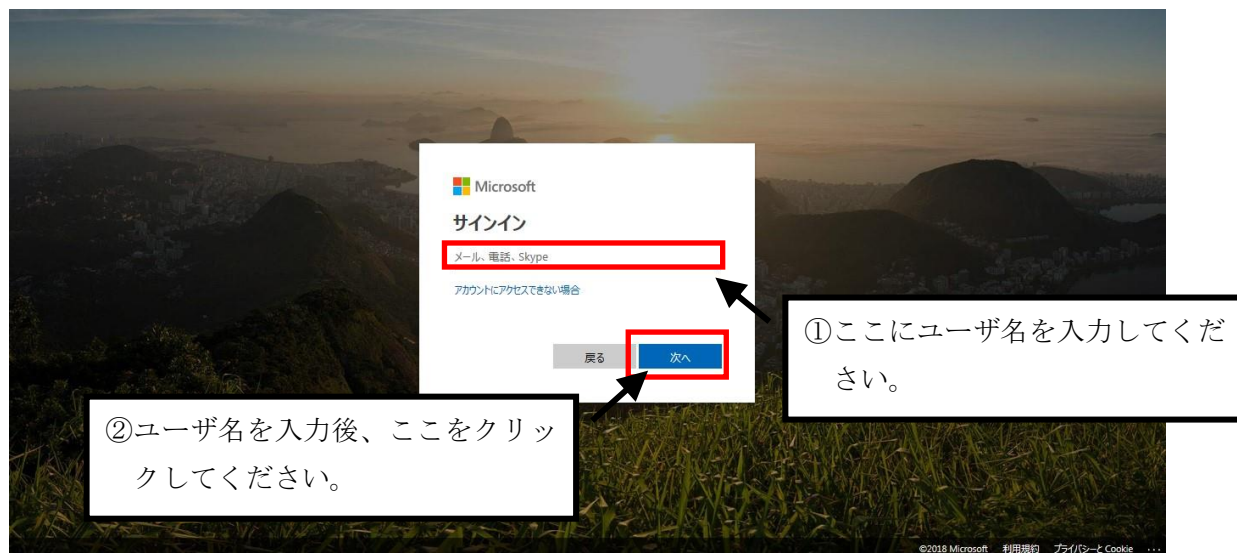 Microsoft
サインイン
メール、電話、Skype
アカウントにアクセスできない場合
戻る
次へ
①ここにユーザ名を入力してくだ
さい。
②ユーザ名を入力後、ここをクリッ
クしてください。
©2018 Microsoft 利用規約 プライバシーと Cookie ...